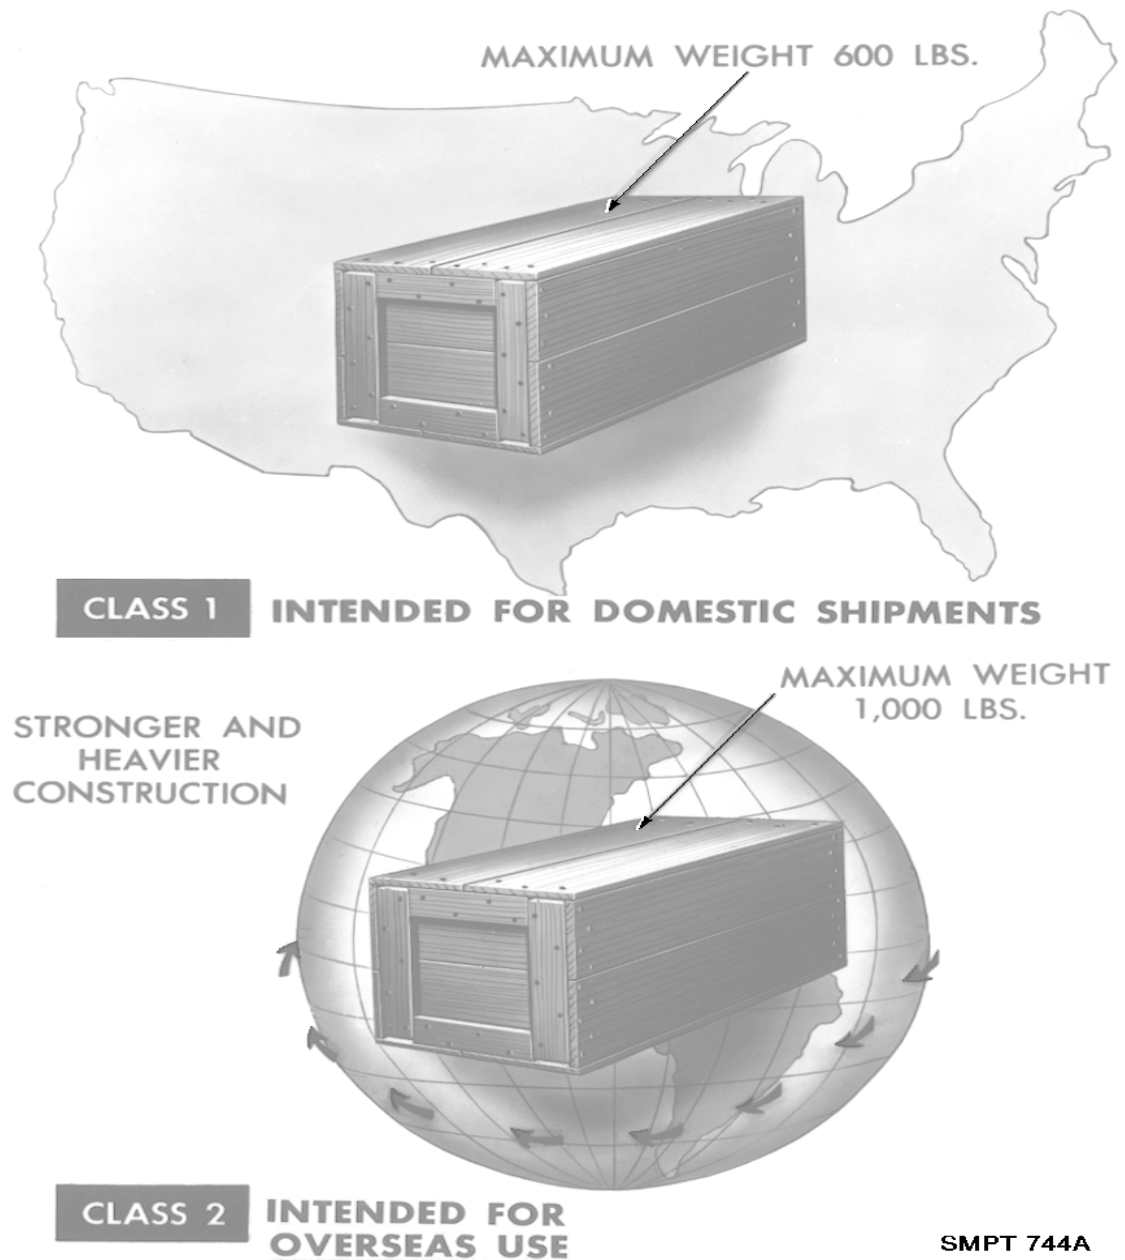 MAXIMUM WEIGHT 600 LBS.
CLASS 1 INTENDED FOR DOMESTIC SHIPMENTS
MAXIMUM WEIGHT
1,000 LBS.
STRONGER AND
HEAVIER
CONSTRUCTION
CLASS 2 INTENDED FOR
OVERSEAS USE
SMPT 744A